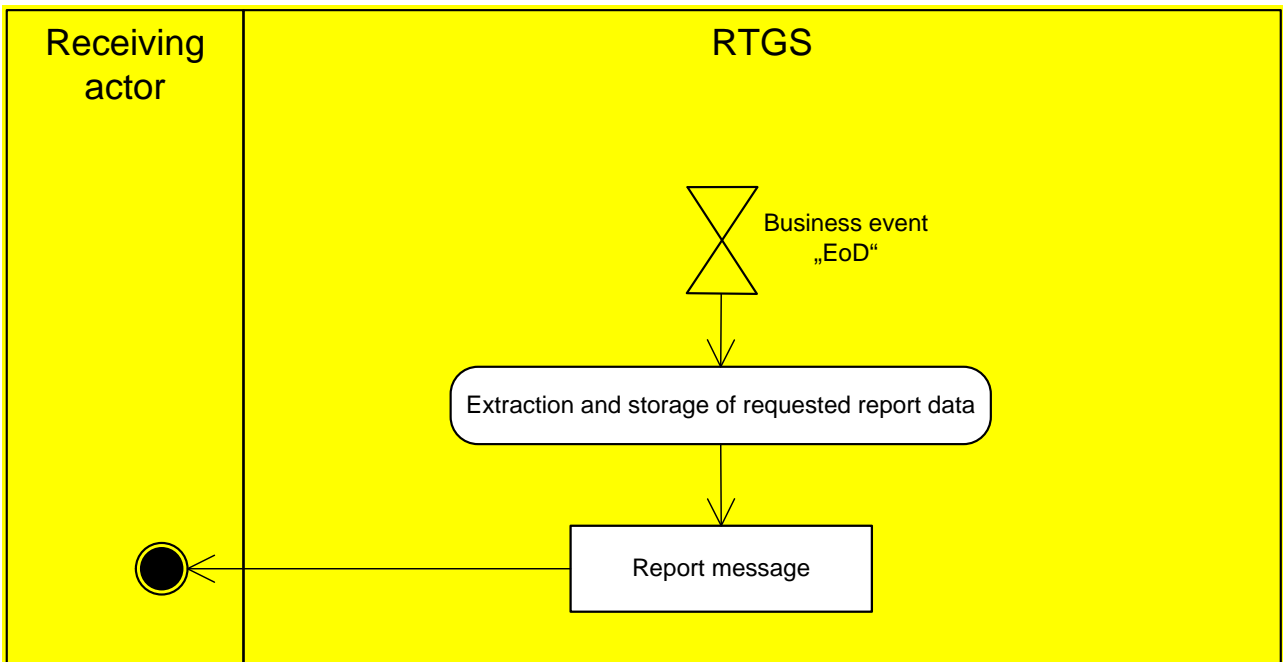 Receiving
actor
RTGS
Business event
„EoD“
Extraction and storage of requested report data
Report message